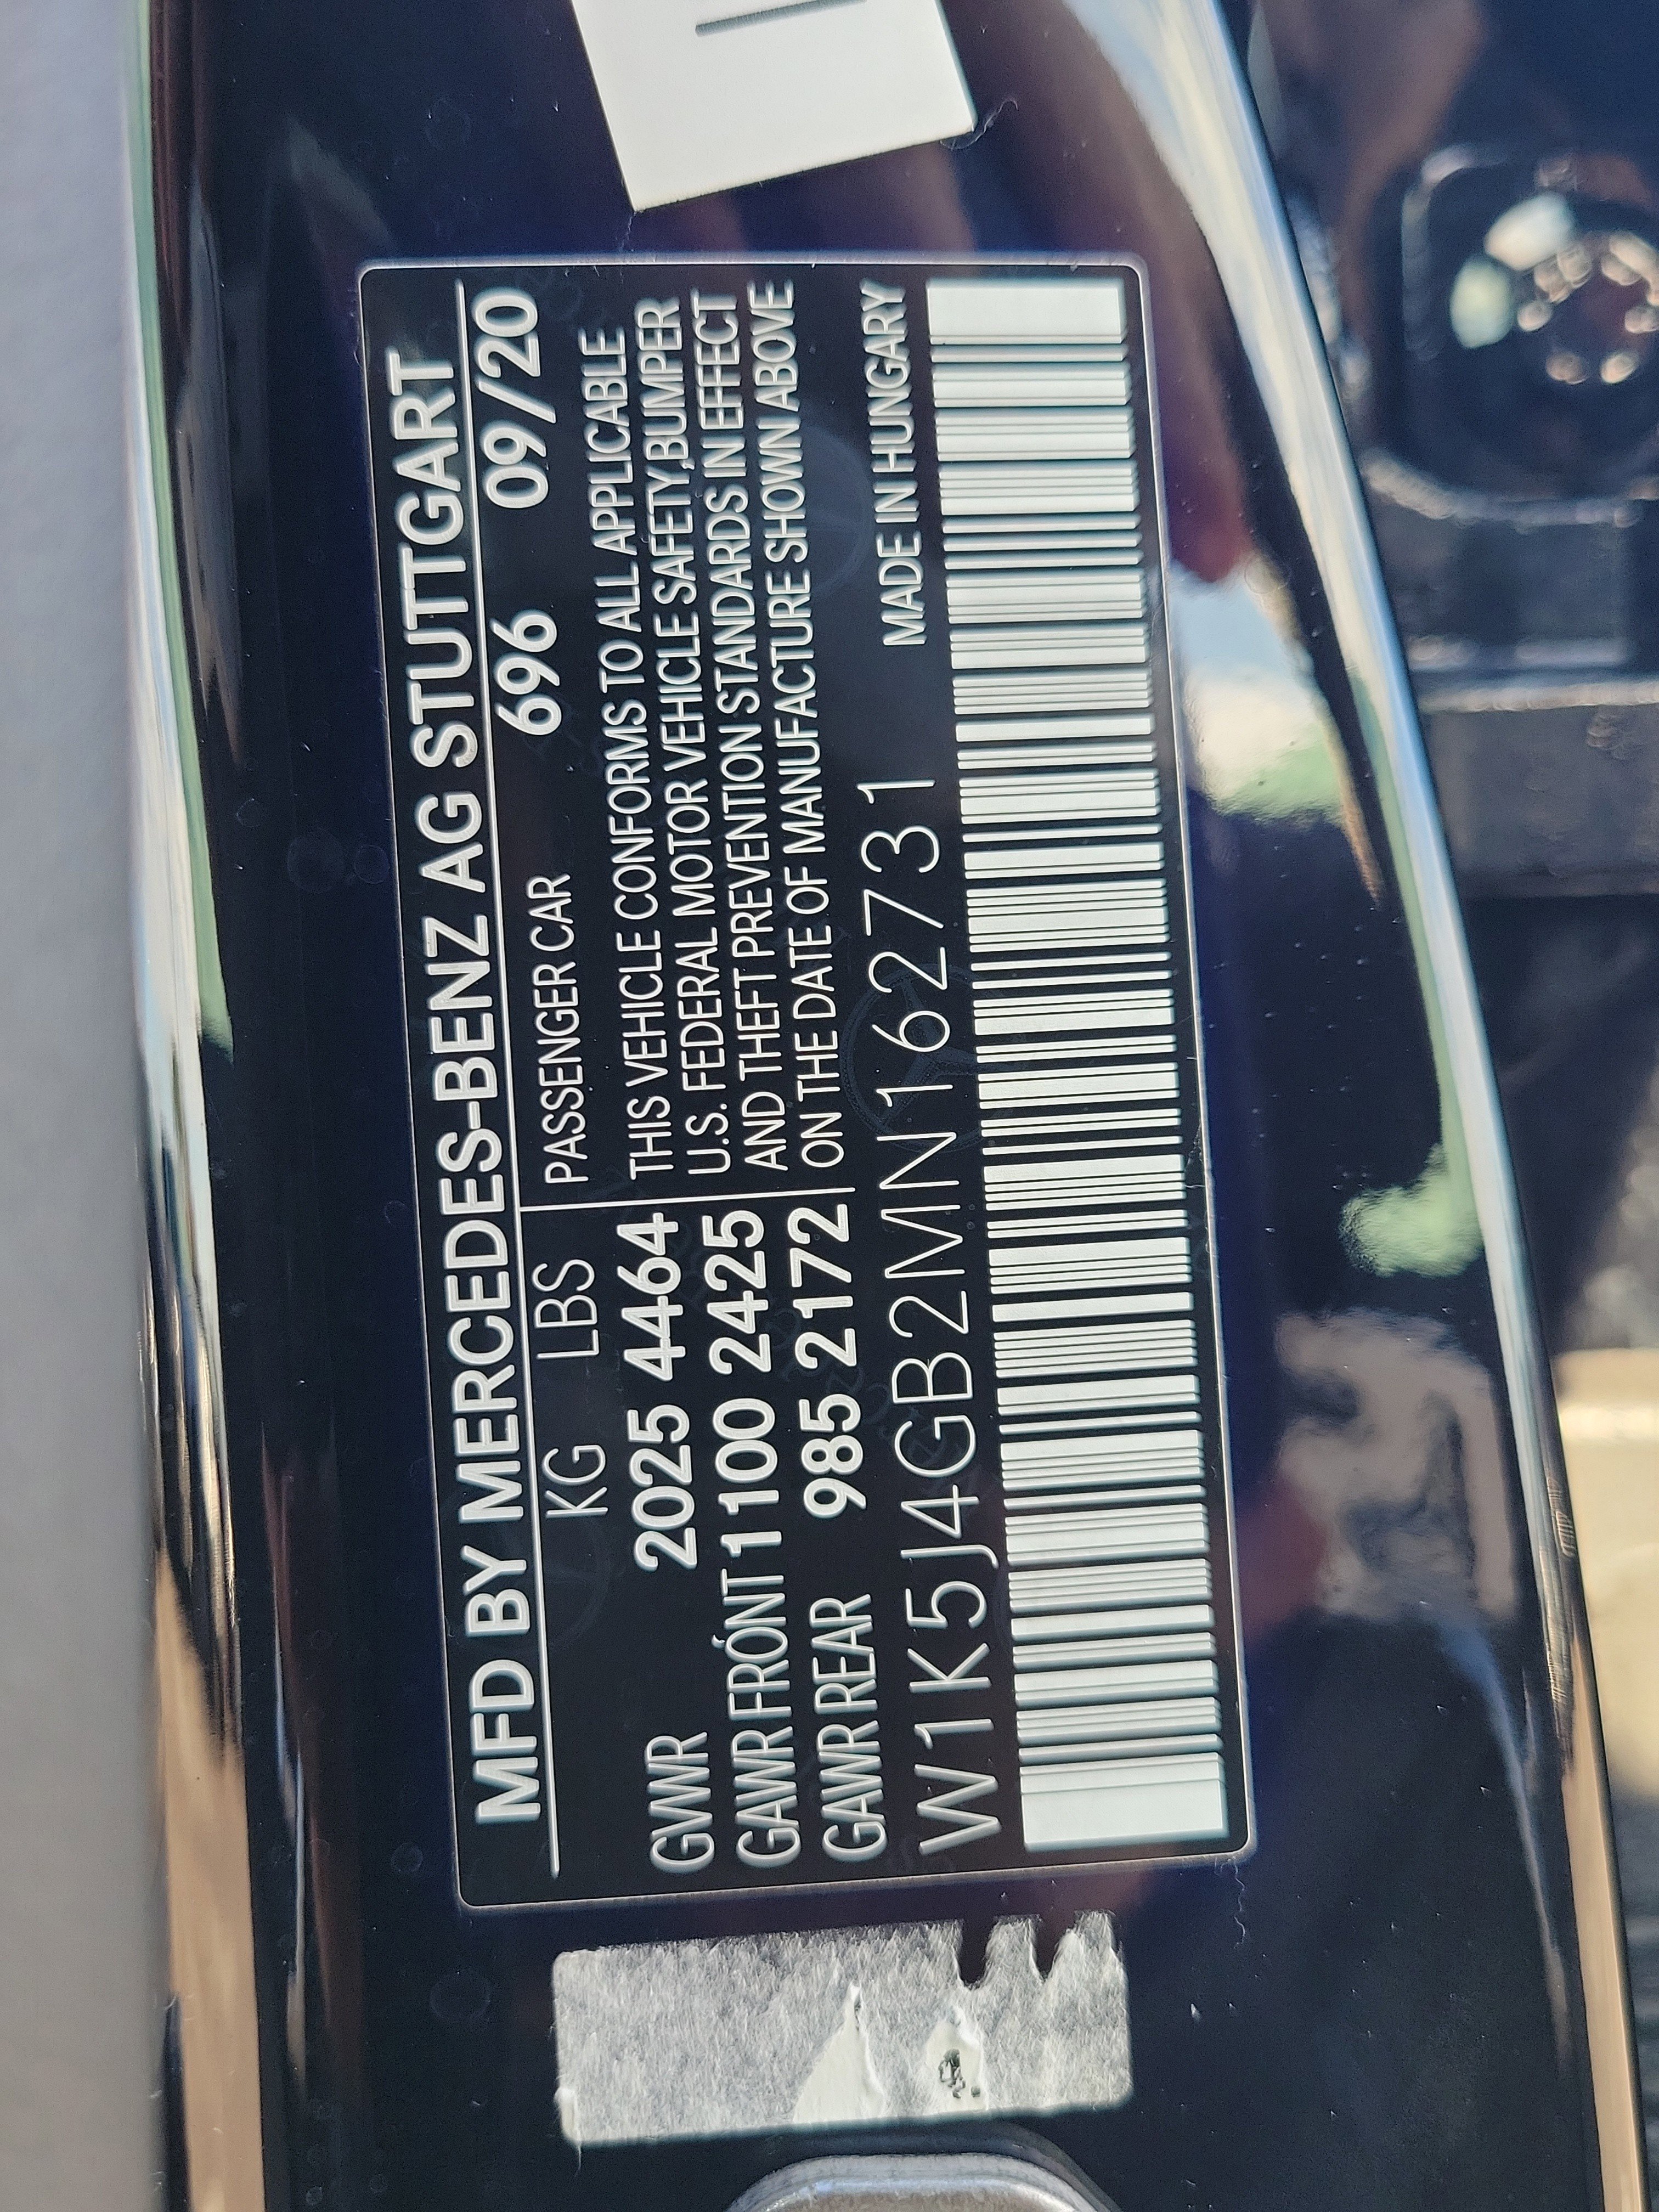 MFD BY MERCEDES-BENZ AG STUTTGART
KG LBS PASSENGER CAR 696 09/20
GVWR 2025 4464
GAWR FRONT 1100 2425
GAWR REAR 985 2172
THIS VEHICLE CONFORMS TO ALL APPLICABLE
U.S. FEDERAL MOTOR VEHICLE SAFETY,BUMPER
AND THEFT PREVENTION STANDARDS IN EFFECT
ON THE DATE OF MANUFACTURE SHOWN ABOVE
W1K5J4GB2MN162731 MADE IN HUNGARY